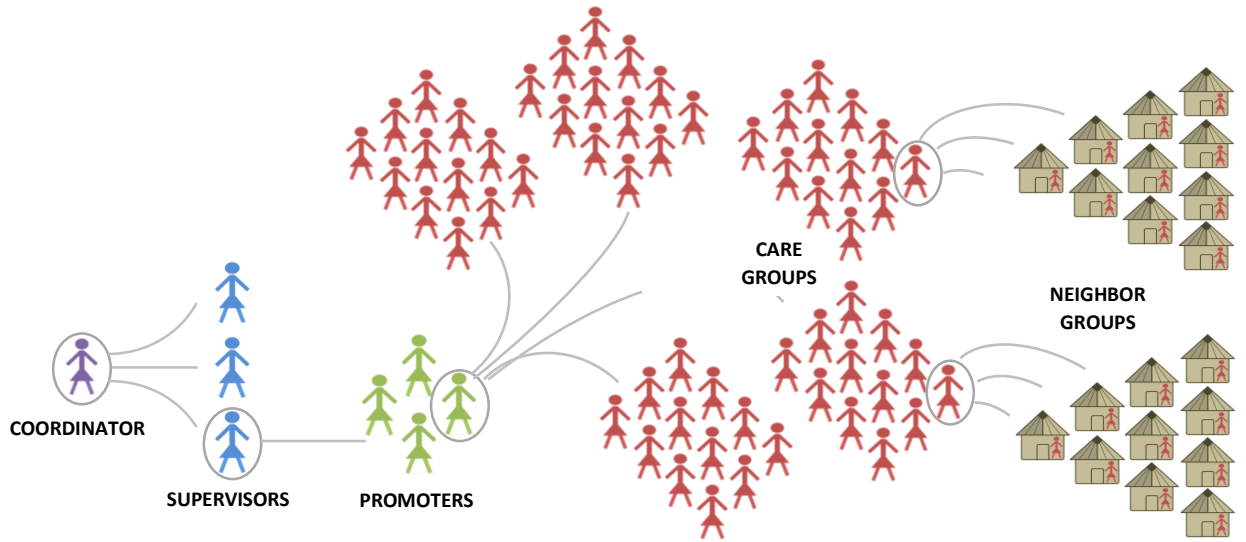 CARE
GROUPS
NEIGHBOR
GROUPS
COORDINATOR
SUPERVISORS
PROMOTERS